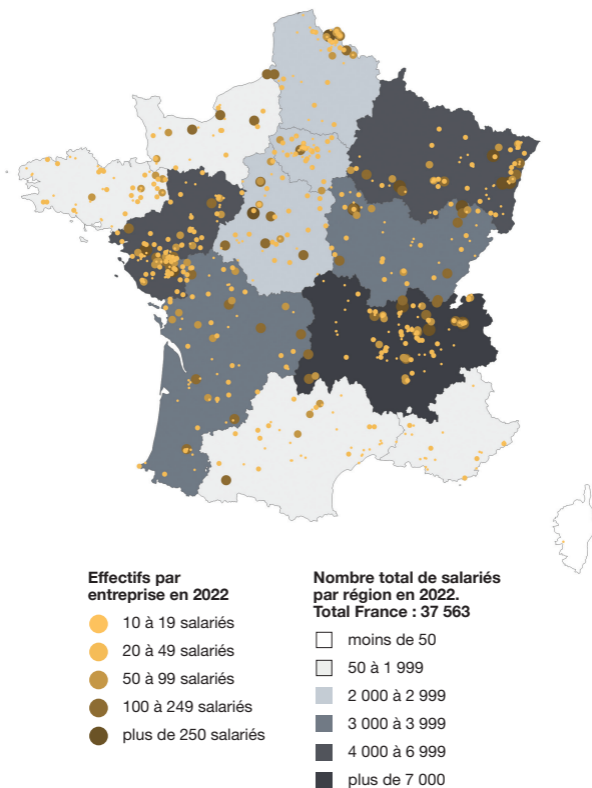 Effectifs par
entreprise en 2022
10 à 19 salariés
20 à 49 salariés
50 à 99 salariés
100 à 249 salariés
plus de 250 salariés
Nombre total de salariés
par région en 2022.
Total France : 37 563
moins de 50
50 à 1 999
2 000 à 2 999
3 000 à 3 999
4 000 à 6 999
plus de 7 000